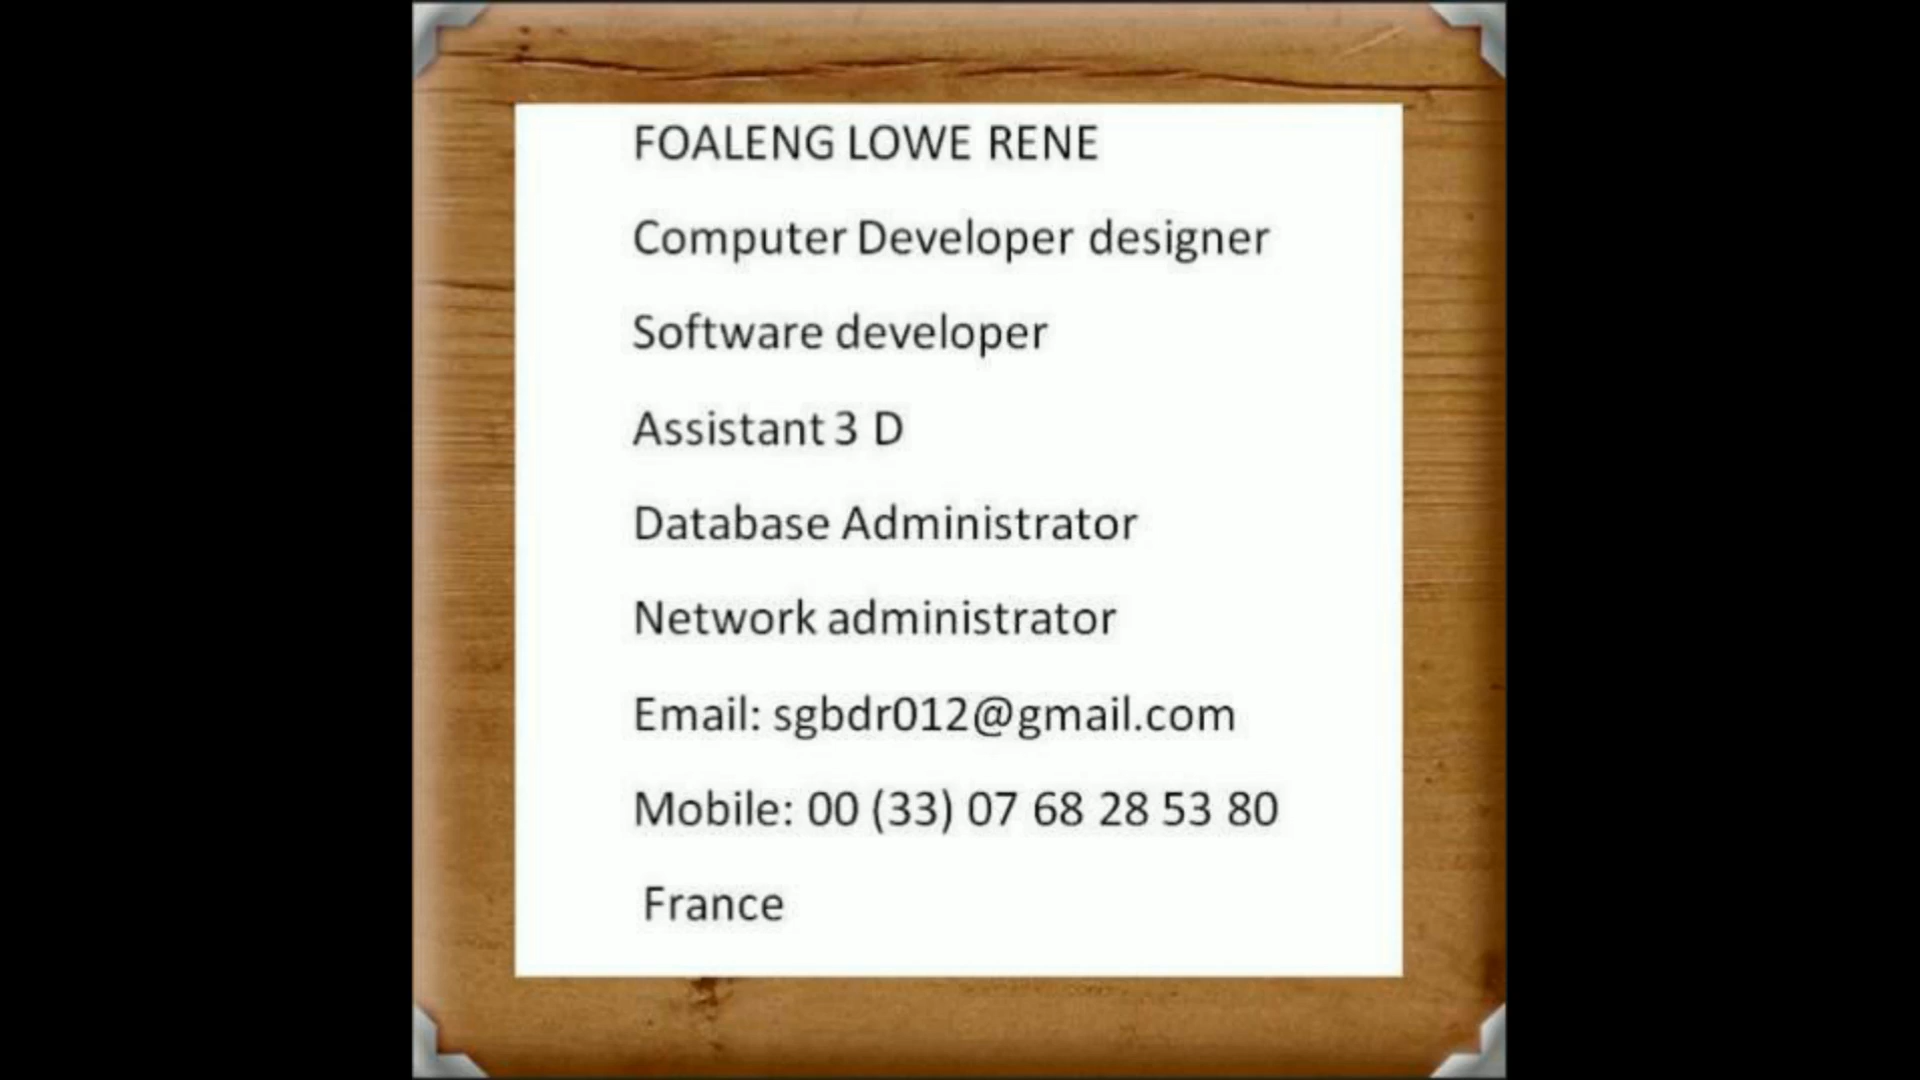 FOALENG LOWE RENE
Computer Developer designer
Software developer
Assistant 3 D
Database Administrator
Network administrator
Email: sgbdr012@gmail.com
Mobile: 00 (33) 07 68 28 53 80
France